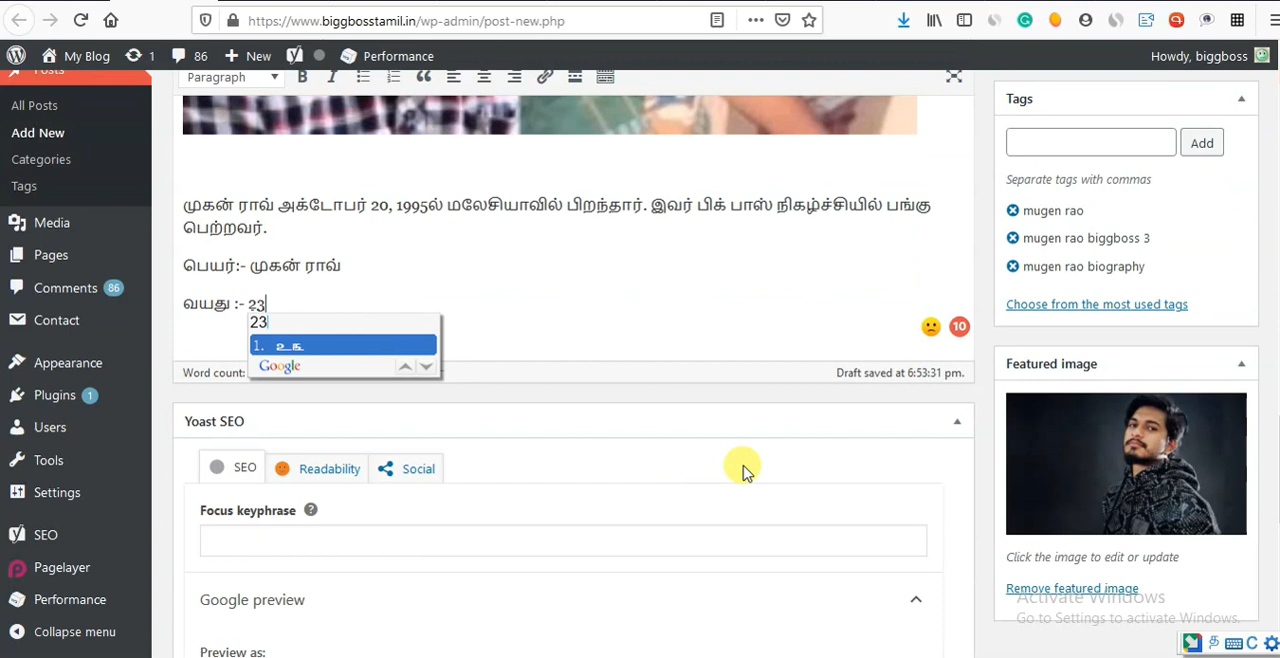 https://www.biggbosstamil.in/wp-admin/post-new.php
My Blog 1 86 New Performance Howdy, biggboss
Posts
All Posts
Add New
Categories
Tags
Media
Pages
Comments 86
Contact
Appearance
Plugins 1
Users
Tools
Settings
SEO
Pagelayer
Performance
Collapse menu
Paragraph
முகன் ராவ் அக்டோபர் 20, 1995ல் மலேசியாவில் பிறந்தார். இவர் பிக் பாஸ் நிகழ்ச்சியில் பங்கு
பெற்றவர்.
பெயர்:- முகன் ராவ்
வயது :- 23
23
1. ௨௩
Google
10
Word count:
Draft saved at 6:53:31 pm.
Yoast SEO
SEO Readability Social
Focus keyphrase
Google preview
Preview as:
Tags
Add
Separate tags with commas
mugen rao
mugen rao biggboss 3
mugen rao biography
Choose from the most used tags
Featured image
Click the image to edit or update
Remove featured image
Activate Windows
Go to Settings to activate Windows.